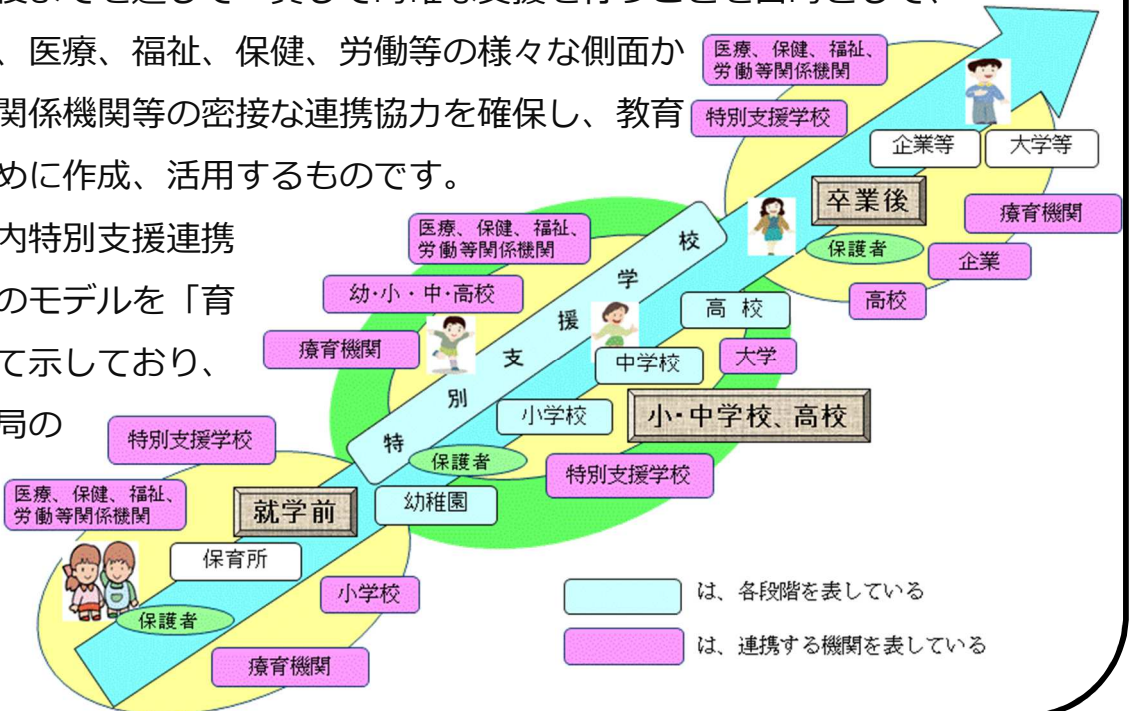 、医療、福祉、保健、労働等の様々な側面か
関係機関等の密接な連携協力を確保し、教育
めに作成、活用するものです。
内特別支援連携
のモデルを「育
て示しており、
局の
医療、保健、福祉、
労働等関係機関
特別支援学校
企業等
大学等
卒業後
療育機関
保護者
企業
高校
医療、保健、福祉、
労働等関係機関
幼・小・中・高校
療育機関
特別支援学校
高 校
中学校
大学
小学校
小・中学校、高校
保護者
特別支援学校
幼稚園
特別支援学校
医療、保健、福祉、
労働等関係機関
就学前
保育所
小学校
保護者
療育機関
は、各段階を表している
は、連携する機関を表している